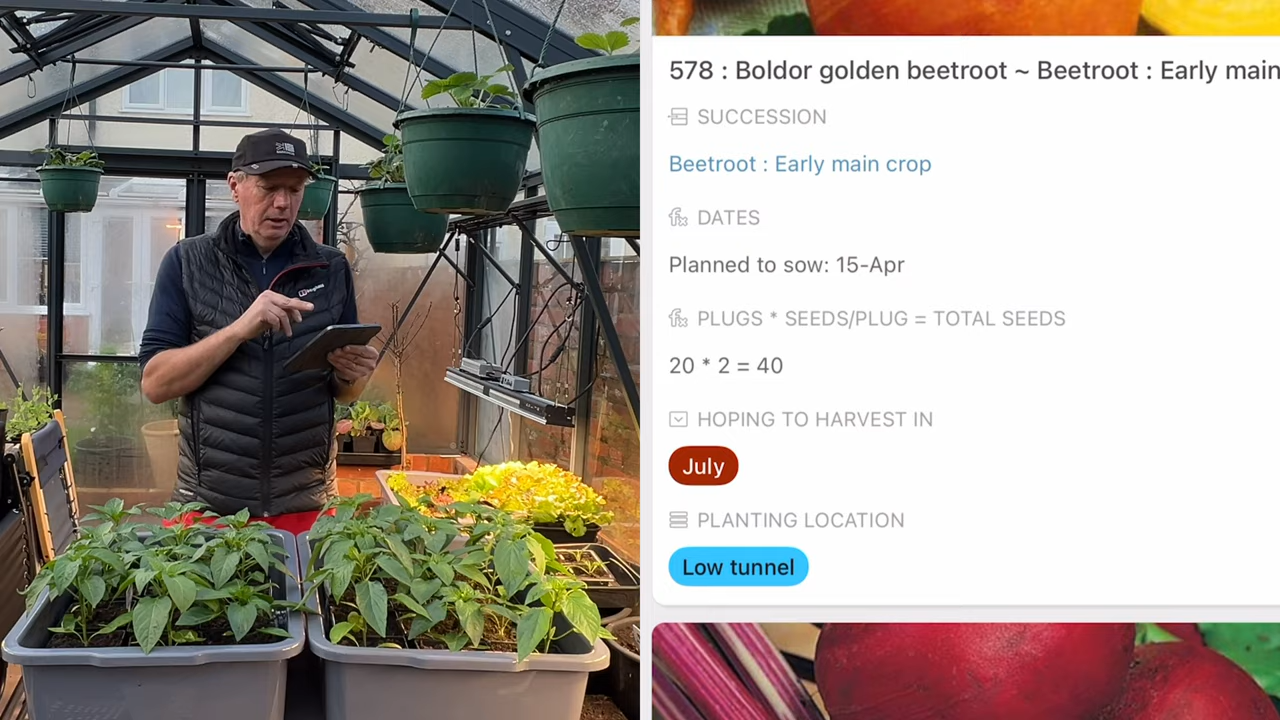 578 : Boldor golden beetroot ~ Beetroot : Early main
SUCCESSION
Beetroot : Early main crop
DATES
Planned to sow: 15-Apr
PLUGS * SEEDS/PLUG = TOTAL SEEDS
20 * 2 = 40
HOPING TO HARVEST IN
July
PLANTING LOCATION
Low tunnel